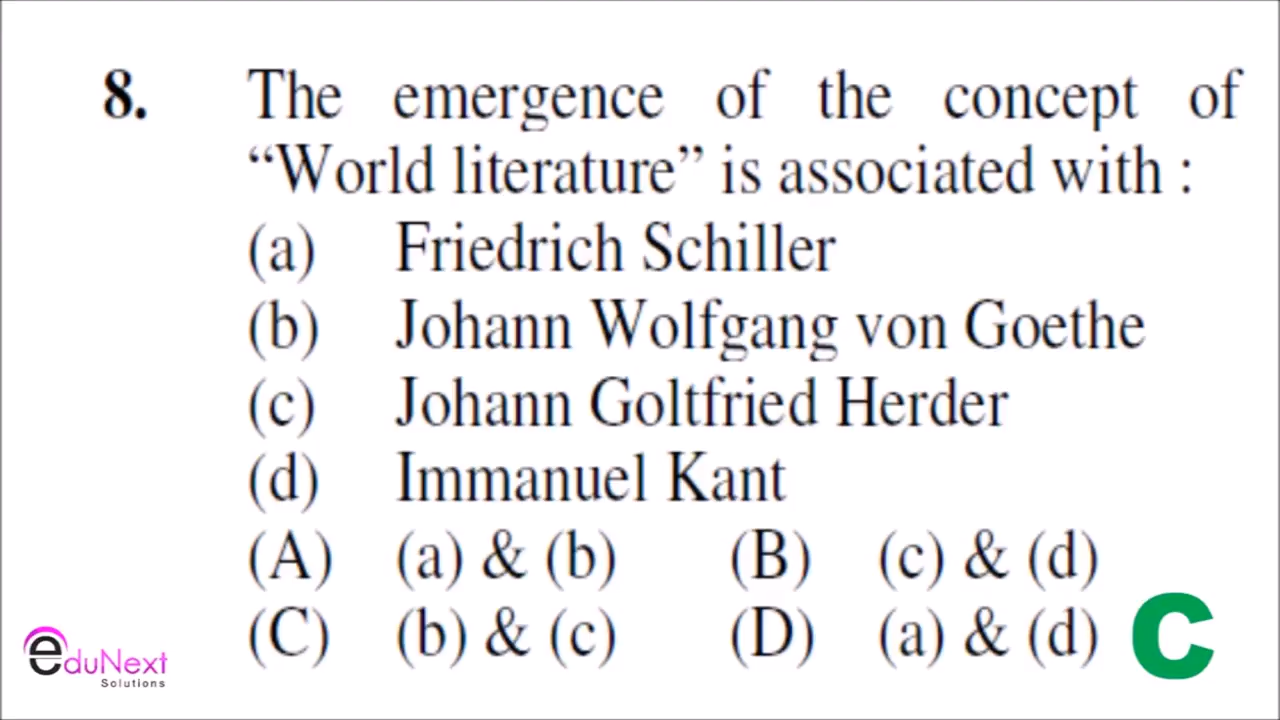 8. The emergence of the concept of
“World literature” is associated with :
(a) Friedrich Schiller
(b) Johann Wolfgang von Goethe
(c) Johann Goltfried Herder
(d) Immanuel Kant
(A) (a) & (b) (B) (c) & (d)
(C) (b) & (c) (D) (a) & (d) C
eduNext
Solutions